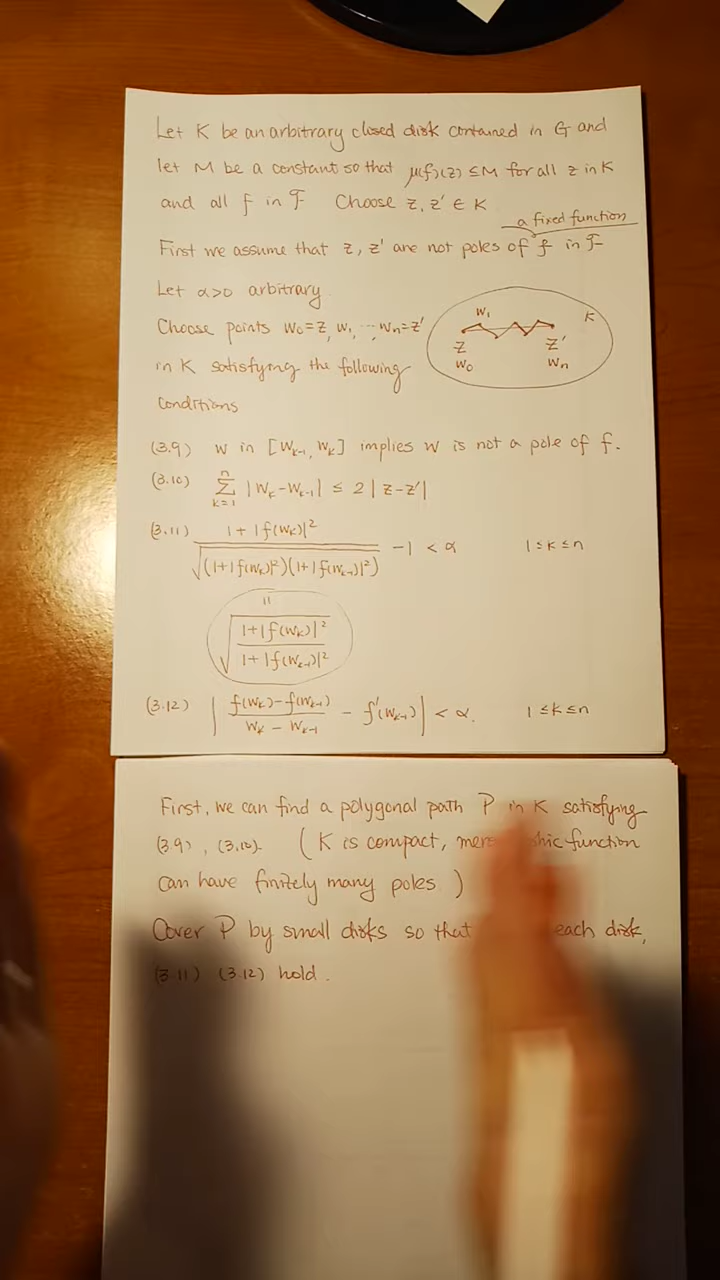 Let K be an arbitrary closed disk contained in G and
let M be a constant so that μ(f)(z) ≤ M for all z in K
and all f in ℱ Choose z, z' ∈ K
a fixed function
First we assume that z, z' are not poles of f in ℱ
Let α>0 arbitrary
Choose points w₀=z, w₁, ⋯, wₙ=z'
in K satisfying the following
conditions
w₁ K
z z'
w₀ wₙ
(3.9) w in [wₖ₋₁, wₖ] implies w is not a pole of f.
(3.10) ∑ₖ₌₁ⁿ |wₖ-wₖ₋₁| ≤ 2|z-z'|
(3.11) (1+|f(wₖ)|²)/√((1+|f(wₖ)|²)(1+|f(wₖ₋₁)|²)) -1 < α 1≤k≤n
=
√((1+|f(wₖ)|²)/(1+|f(wₖ₋₁)|²))
(3.12) |(f(wₖ)-f(wₖ₋₁))/(wₖ - wₖ₋₁) - f'(wₖ₋₁)| < α. 1≤k≤n
First, we can find a polygonal path P in K satisfying
(3.9), (3.10). (K is compact, function
can have finitely many poles)
Cover P by small disks so that each disk,
(3.11) (3.12) hold.